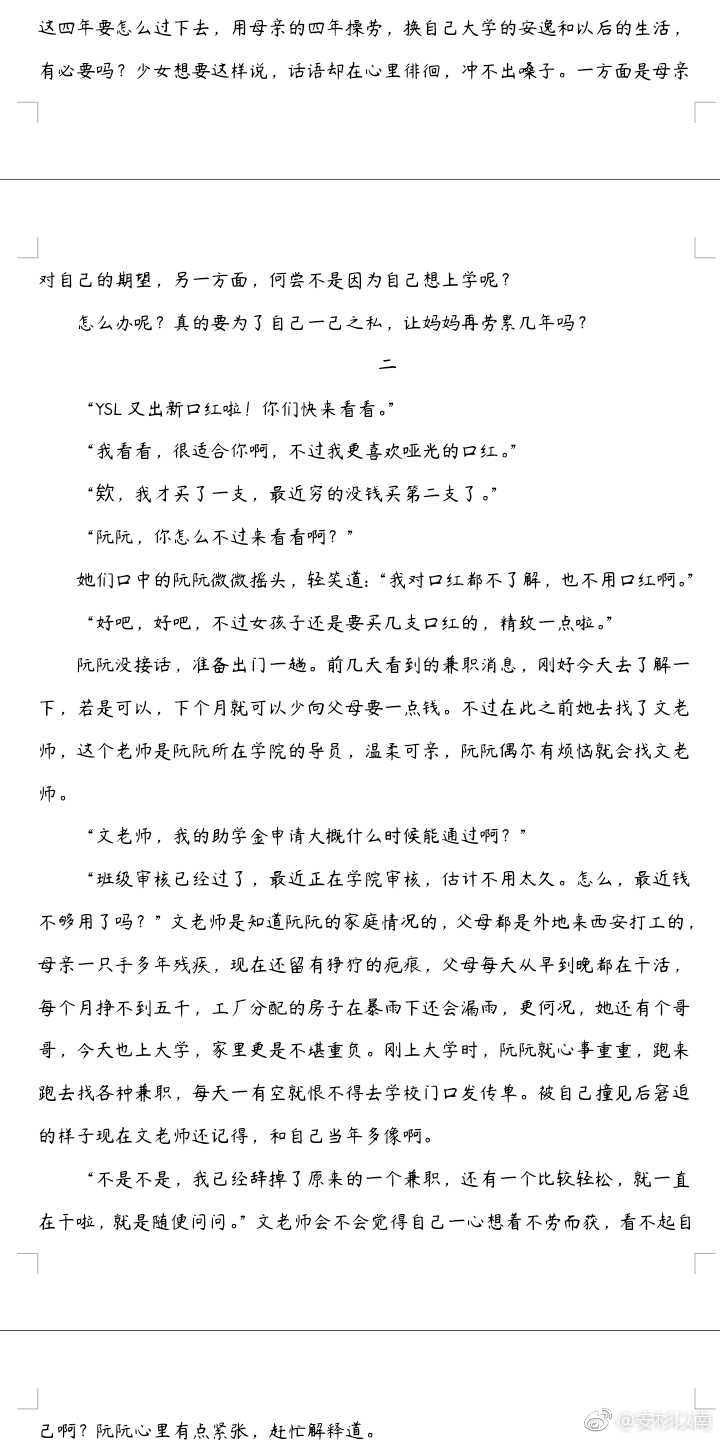 这四年要怎么过下去，用母亲的四年操劳，换自己大学的安逸和以后的生活，
有必要吗？少女想要这样说，话语却在心里徘徊，冲不出嗓子。一方面是母亲
对自己的期望，另一方面，何尝不是因为自己想上学呢？
怎么办呢？真的要为了自己一己之私，让妈妈再劳累几年吗？
二
“YSL 又出新口红啦！你们快来看看。”
“我看看，很适合你啊，不过我更喜欢哑光的口红。”
“欸，我才买了一支，最近穷的没钱买第二支了。”
“阮阮，你怎么不过来看看啊？”
她们口中的阮阮微微摇头，轻笑道：“我对口红都不了解，也不用口红啊。”
“好吧，好吧，不过女孩子还是要买几支口红的，精致一点啦。”
阮阮没接话，准备出门一趟。前几天看到的兼职消息，刚好今天去了解一
下，若是可以，下个月就可以少向父母要一点钱。不过在此之前她去找了文老
师，这个老师是阮阮所在学院的导员，温柔可亲，阮阮偶尔有烦恼就会找文老
师。
“文老师，我的助学金申请大概什么时候能通过啊？”
“班级审核已经过了，最近正在学院审核，估计不用太久。怎么，最近钱
不够用了吗？”文老师是知道阮阮的家庭情况的，父母都是外地来西安打工的，
母亲一只手多年残疾，现在还留有狰狞的疤痕，父母每天从早到晚都在干活，
每个月挣不到五千，工厂分配的房子在暴雨下还会漏雨，更何况，她还有个哥
哥，今天也上大学，家里更是不堪重负。刚上大学时，阮阮就心事重重，跑来
跑去找各种兼职，每天一有空就恨不得去学校门口发传单。被自己撞见后窘迫
的样子现在文老师还记得，和自己当年多像啊。
“不是不是，我已经辞掉了原来的一个兼职，还有一个比较轻松，就一直
在干啦，就是随便问问。”文老师会不会觉得自己一心想着不劳而获，看不起自
己啊？阮阮心里有点紧张，赶忙解释道。
@安杉以南